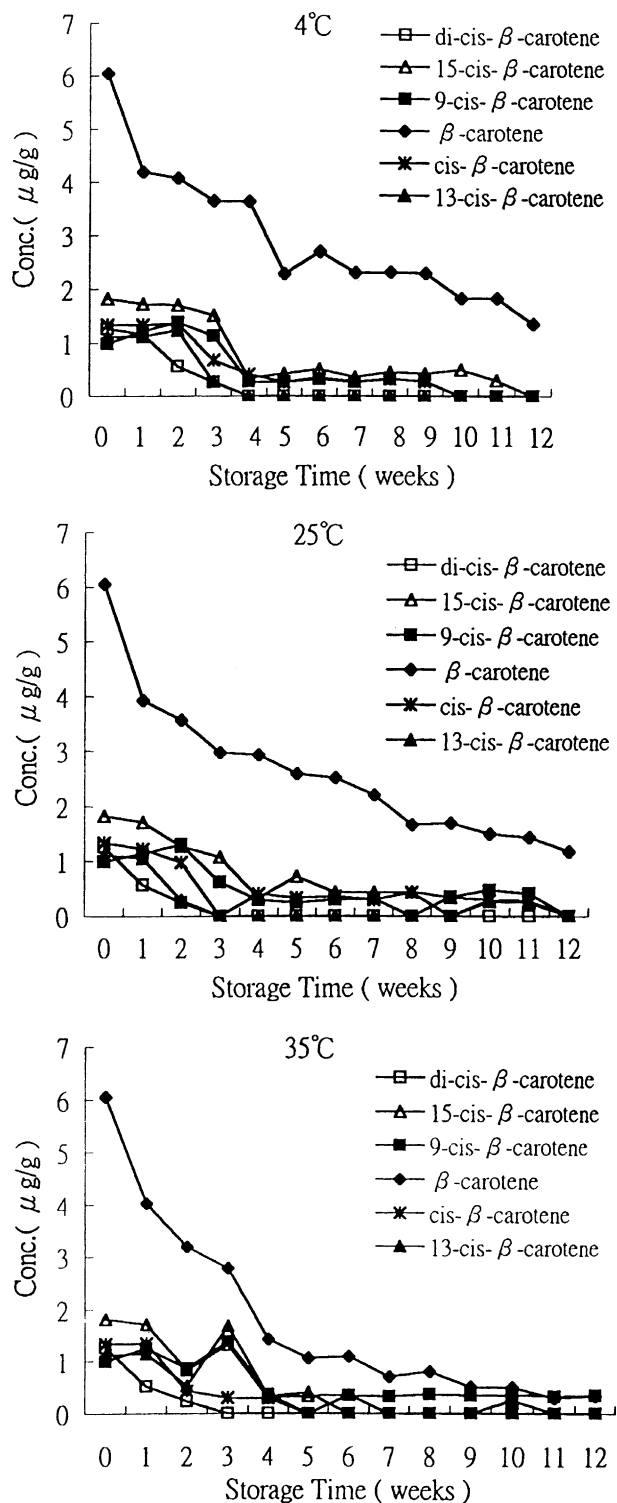 4℃
7
6
5
4
3
2
1
0
Conc.( μg/g )
di-cis-β-carotene
15-cis-β-carotene
9-cis-β-carotene
β-carotene
cis-β-carotene
13-cis-β-carotene
0 1 2 3 4 5 6 7 8 9 10 11 12
Storage Time ( weeks )
25℃
7
6
5
4
3
2
1
0
Conc.( μg/g )
di-cis-β-carotene
15-cis-β-carotene
9-cis-β-carotene
β-carotene
cis-β-carotene
13-cis-β-carotene
0 1 2 3 4 5 6 7 8 9 10 11 12
Storage Time ( weeks )
35℃
7
6
5
4
3
2
1
0
Conc.( μg/g )
di-cis-β-carotene
15-cis-β-carotene
9-cis-β-carotene
β-carotene
cis-β-carotene
13-cis-β-carotene
0 1 2 3 4 5 6 7 8 9 10 11 12
Storage Time ( weeks )